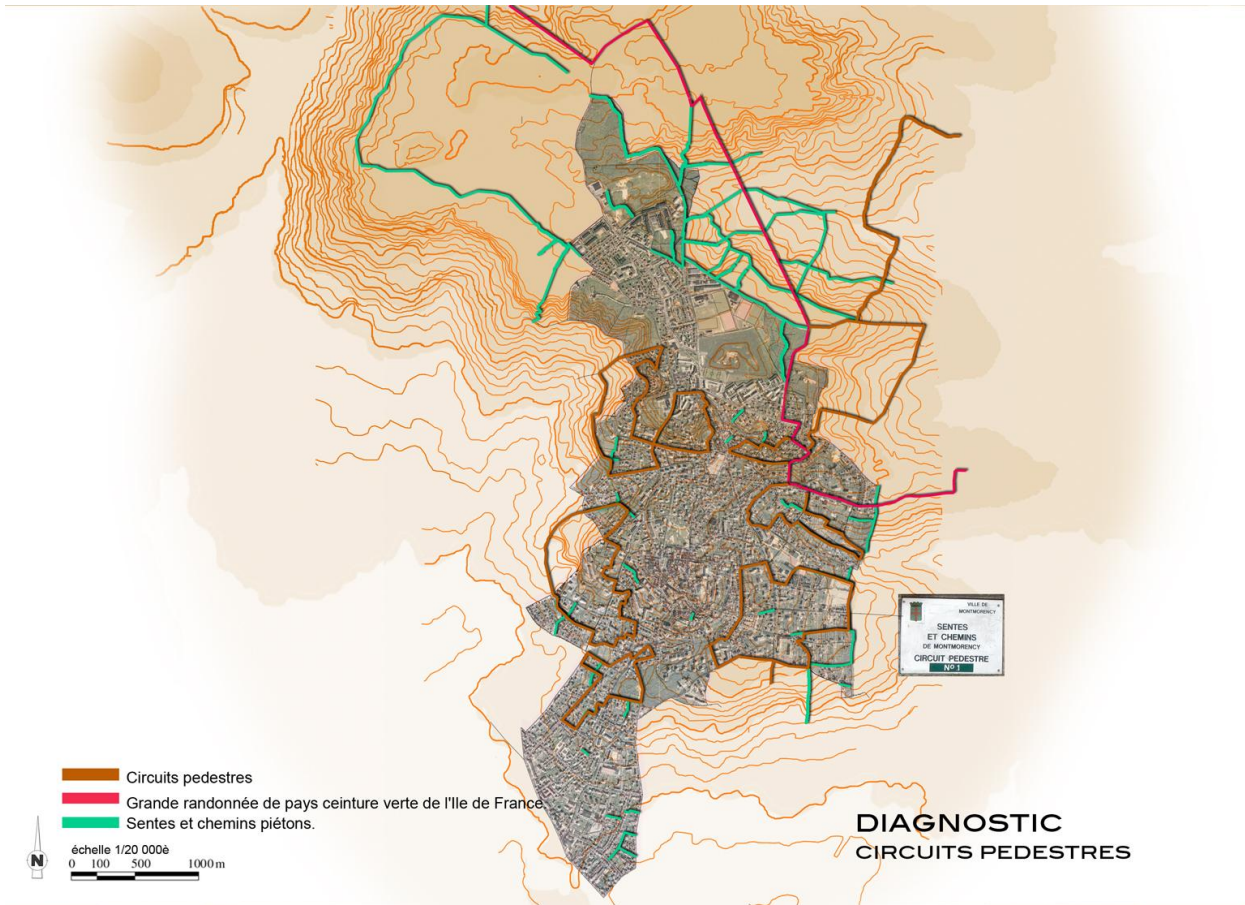 VILLE DE
MONTMORENCY
SENTES
ET CHEMINS
DE MONTMORENCY
CIRCUIT PEDESTRE
Nº 1
Circuits pedestres
Grande randonnée de pays ceinture verte de l'Ile de France.
Sentes et chemins piétons.
N
échelle 1/20 000è
0 100 500 1000 m
DIAGNOSTIC
CIRCUITS PEDESTRES